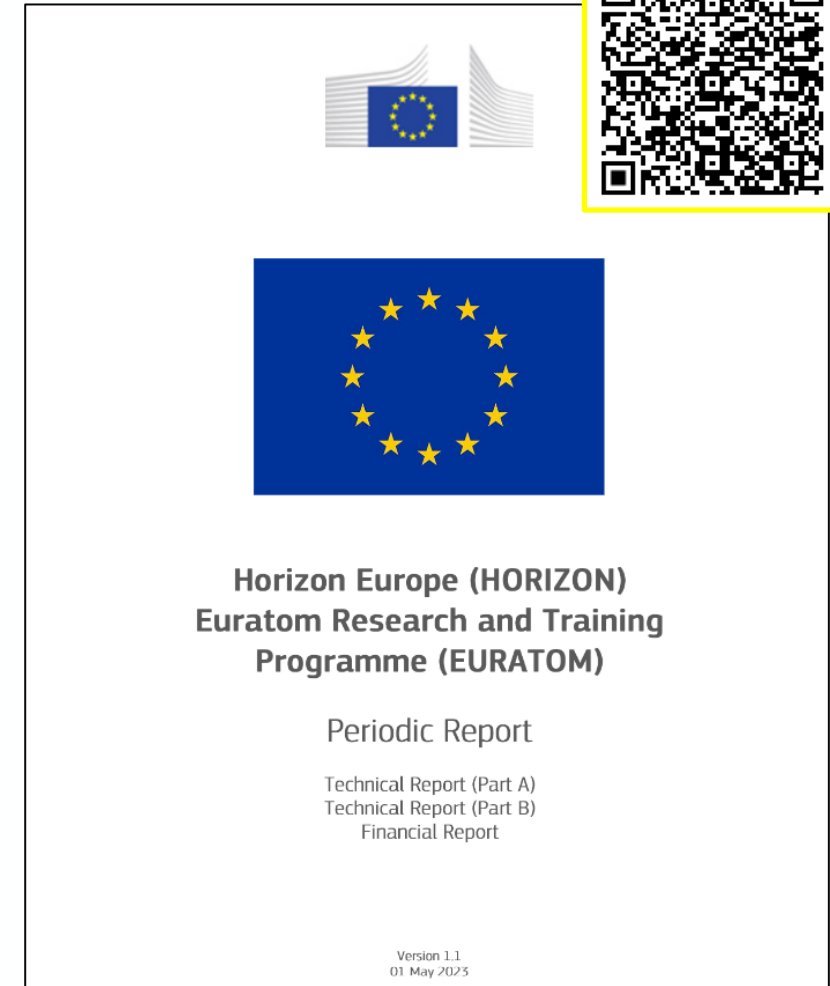 Horizon Europe (HORIZON)
Euratom Research and Training
Programme (EURATOM)
Periodic Report
Technical Report (Part A)
Technical Report (Part B)
Financial Report
Version 1.1
01 May 2023